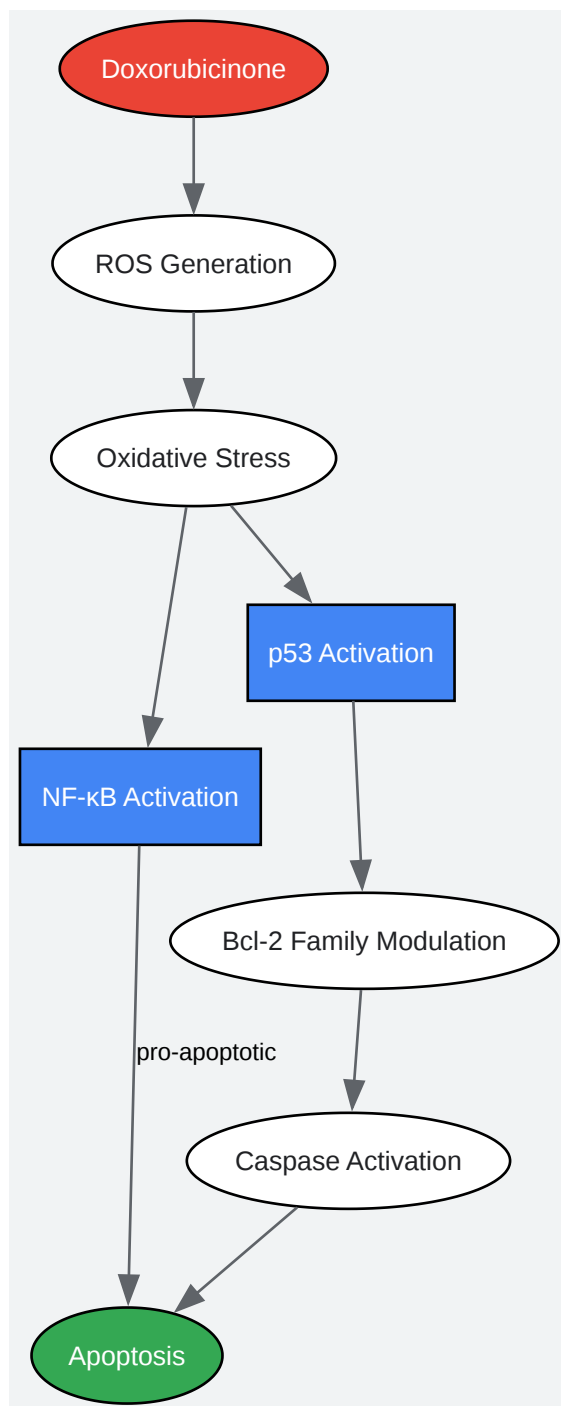 Doxorubicinone
ROS Generation
Oxidative Stress
p53 Activation
NF-κB Activation
Bcl-2 Family Modulation
pro-apoptotic
Caspase Activation
Apoptosis